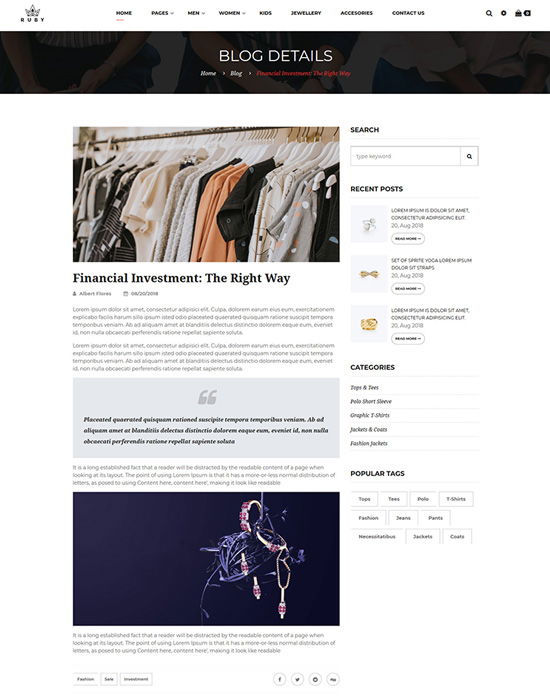 RUBY
HOME PAGES MEN WOMEN KIDS JEWELLERY ACCESORIES CONTACT US
0
BLOG DETAILS
Home > Blog > Financial Investment: The Right Way
Financial Investment: The Right Way
Albert Flores 08/20/2018
Lorem ipsum dolor sit amet, consectetur adipisici elit. Lorem ipsum dolor, dolorem earum eius eum, exercitationem
explicabo facilis harum sillo ipsum isted odio placeat quaerated quaerated quisquam ratione suscipit tempora
temporibus veniam. Ab ad aliquam amet at blanditiis delectus distinctio dolorem eaque eum, eveniet
id, non nulla obcaecati perferendis ratione repellat sapiente soluta.
Lorem ipsum dolor sit amet, consectetur adipisici elit. Lorem ipsum dolor, dolorem earum eius eum, exercitationem
explicabo facilis harum sillo ipsum isted odio placeat quaerated quaerated quisquam ratione suscipit tempora
temporibus veniam. Ab ad aliquam amet at blanditiis delectus distinctio dolorem eaque eum, eveniet
id, non nulla obcaecati perferendis ratione repellat sapiente soluta.
Placeated quaerated quisquam rationed suscipite tempora temporibus veniam. Ab ad
aliquam amet at blanditiis delectus distinctio dolorem eaque eum, eveniet id, non nulla
obcaecati perferendis ratione repellat sapiente soluta
It is a long established fact that a reader will be distracted by the readable content of a page when
looking at its layout. The point of using Lorem Ipsum is that it has a more-or-less normal distribution of
letters, as posed to using Content here, content here', making it look like readable
It is a long established fact that a reader will be distracted by the readable content of a page when
looking at its layout. The point of using Lorem Ipsum is that it has a more-or-less normal distribution of
letters, as posed to using Content here, content here', making it look like readable
Fashion Sale Investment
SEARCH
type keyword
RECENT POSTS
LOREM IPSUM IS DOLOR SIT AMET,
CONSECTETUR ADIPISICING ELIT.
20, Aug 2018
READ MORE
SET OF SPRITE YOGA LOREM IPSUM
DOLOR SIT STRAPS
20, Aug 2018
READ MORE
LOREM IPSUM IS DOLOR SIT AMET,
CONSECTETUR ADIPISICING ELIT.
20, Aug 2018
READ MORE
CATEGORIES
Tops & Tees
Polo Short Sleeve
Graphic T-Shirts
Jackets & Coats
Fashion Jackets
POPULAR TAGS
Tops Tees Polo T-Shirts
Fashion Jeans Pants
Necessitatibus Jackets Coats